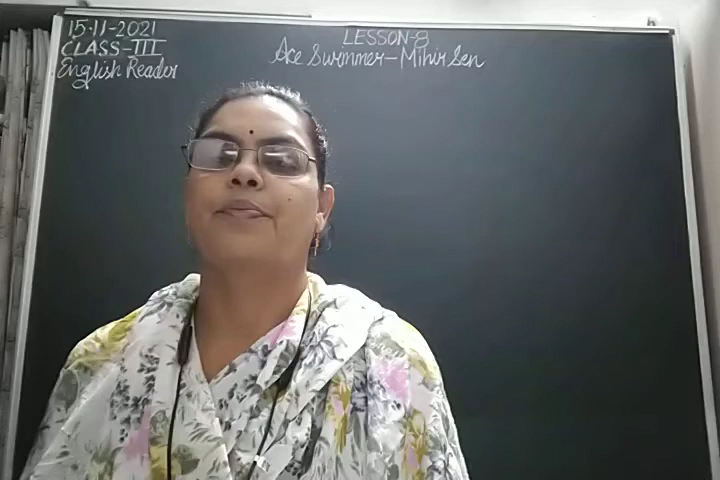 15-11-2021
CLASS-III
English Reader
LESSON-8
Ace Swimmer-Mihir Sen